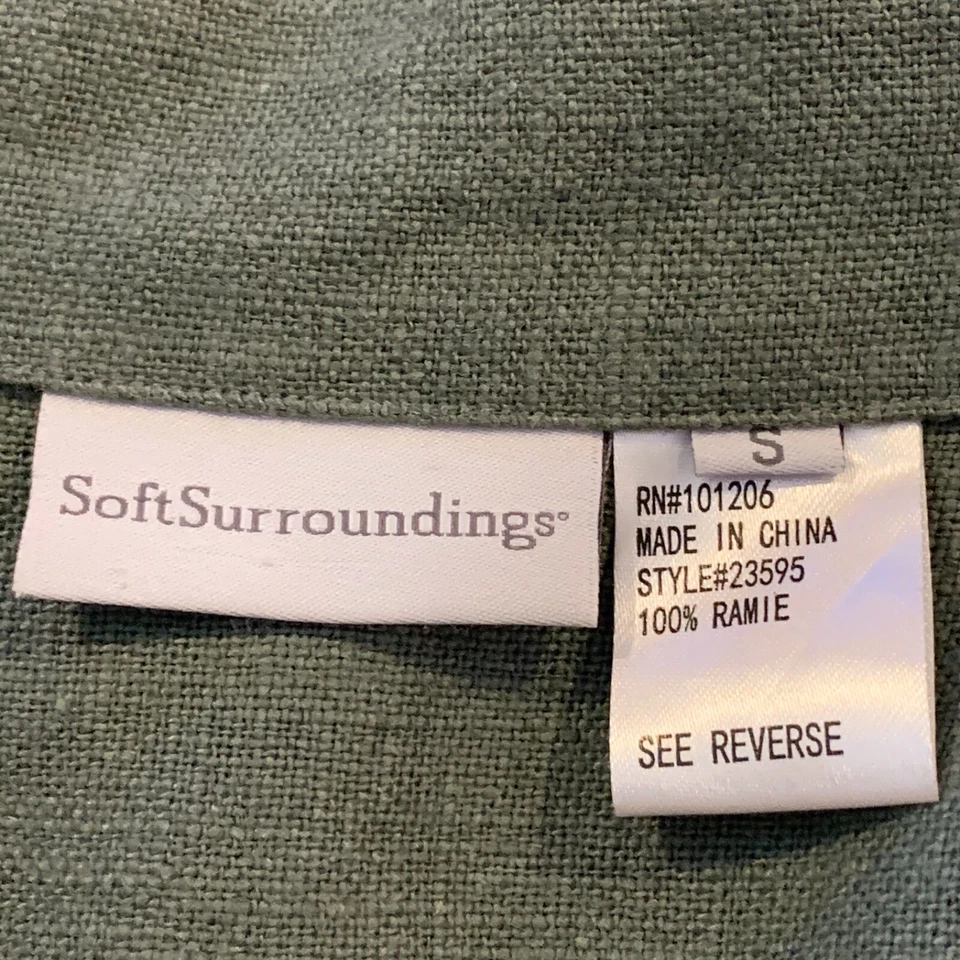 SoftSurroundings°
S
RN#101206
MADE IN CHINA
STYLE#23595
100% RAMIE
SEE REVERSE